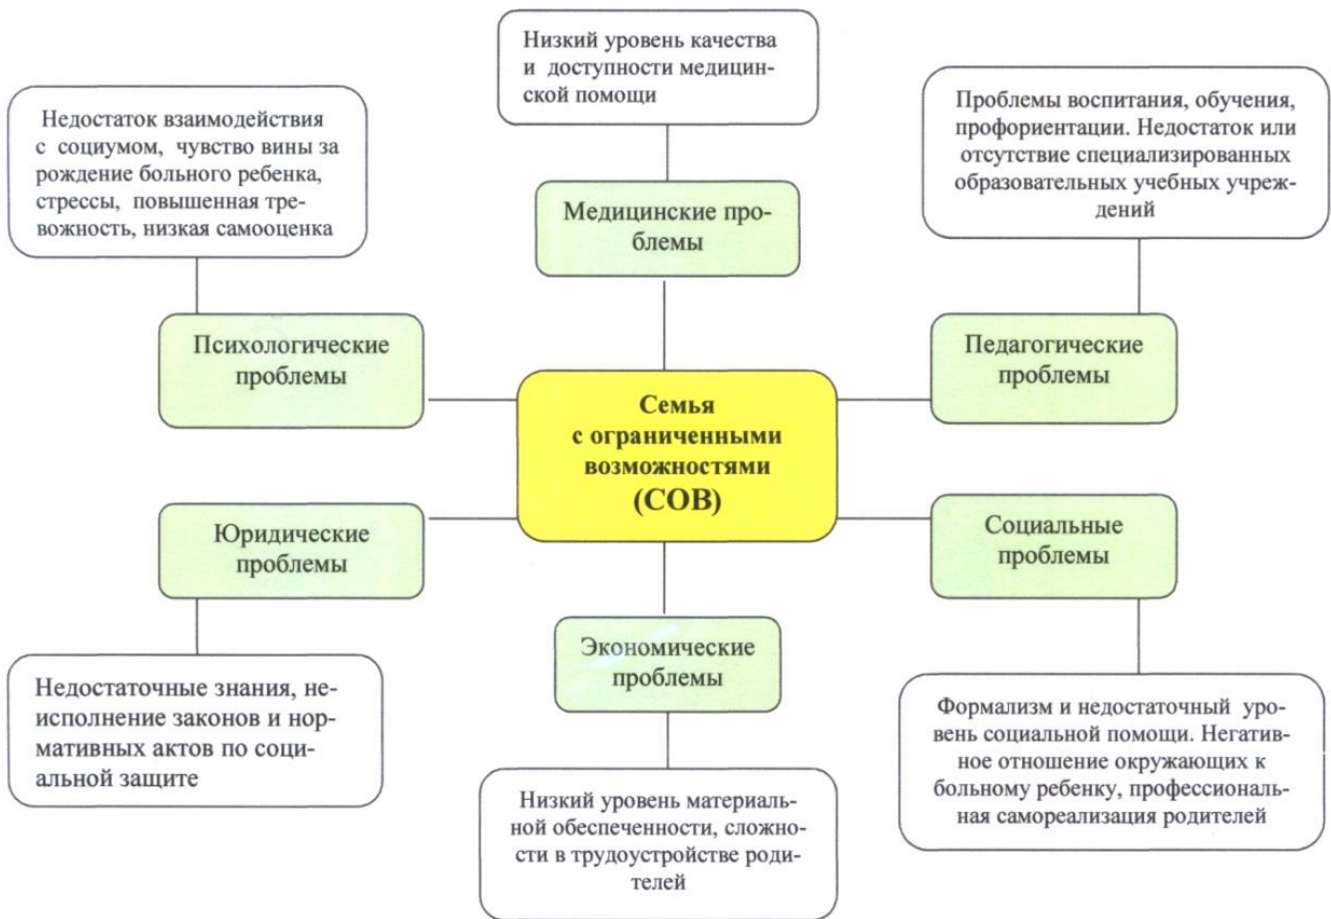 Низкий уровень качества
и доступности медицин-
ской помощи
Недостаток взаимодействия
с социумом, чувство вины за
рождение больного ребенка,
стрессы, повышенная тре-
вожность, низкая самооценка
Проблемы воспитания, обучения,
профориентации. Недостаток или
отсутствие специализированных
образовательных учебных учреж-
дений
Медицинские про-
блемы
Психологические
проблемы
Педагогические
проблемы
Семья
с ограниченными
возможностями
(СОВ)
Юридические
проблемы
Социальные
проблемы
Экономические
проблемы
Недостаточные знания, не-
исполнение законов и нор-
мативных актов по соци-
альной защите
Низкий уровень материаль-
ной обеспеченности, сложно-
сти в трудоустройстве роди-
телей
Формализм и недостаточный уро-
вень социальной помощи. Негатив-
ное отношение окружающих к
больному ребенку, профессиональ-
ная самореализация родителей